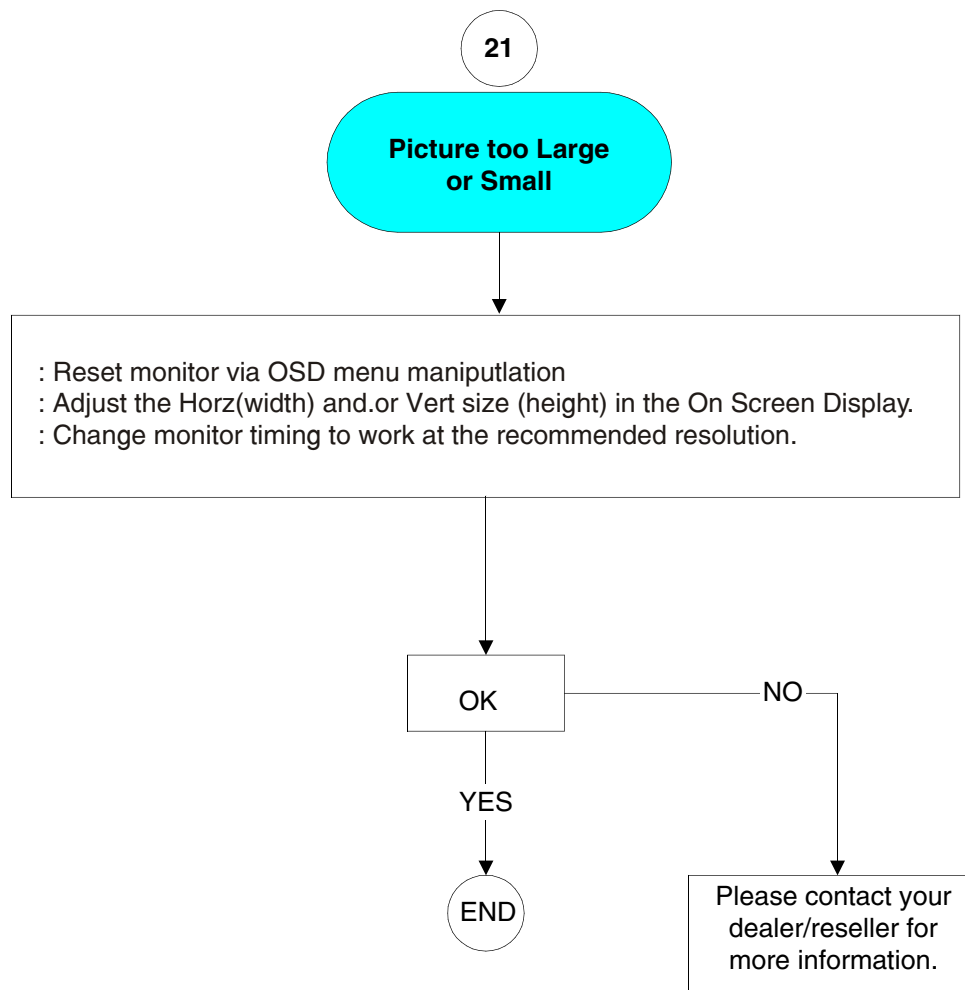 21
Picture too Large
or Small
: Reset monitor via OSD menu maniputlation
: Adjust the Horz(width) and.or Vert size (height) in the On Screen Display.
: Change monitor timing to work at the recommended resolution.
OK
NO
YES
END
Please contact your
dealer/reseller for
more information.